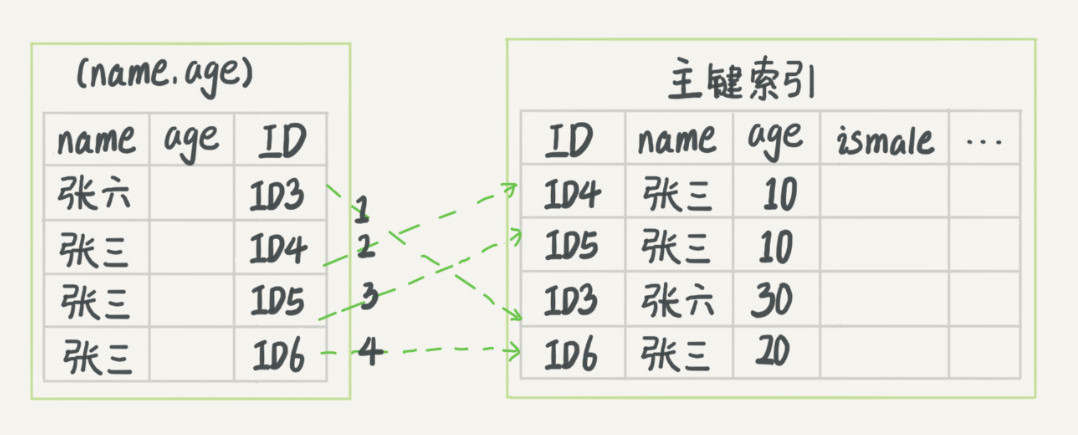 (name,age)
name age ID
张六 ID3
张三 ID4
张三 ID5
张三 ID6
1
2
3
4
主键索引
ID name age ismale ...
ID4 张三 10
ID5 张三 10
ID3 张六 30
ID6 张三 20